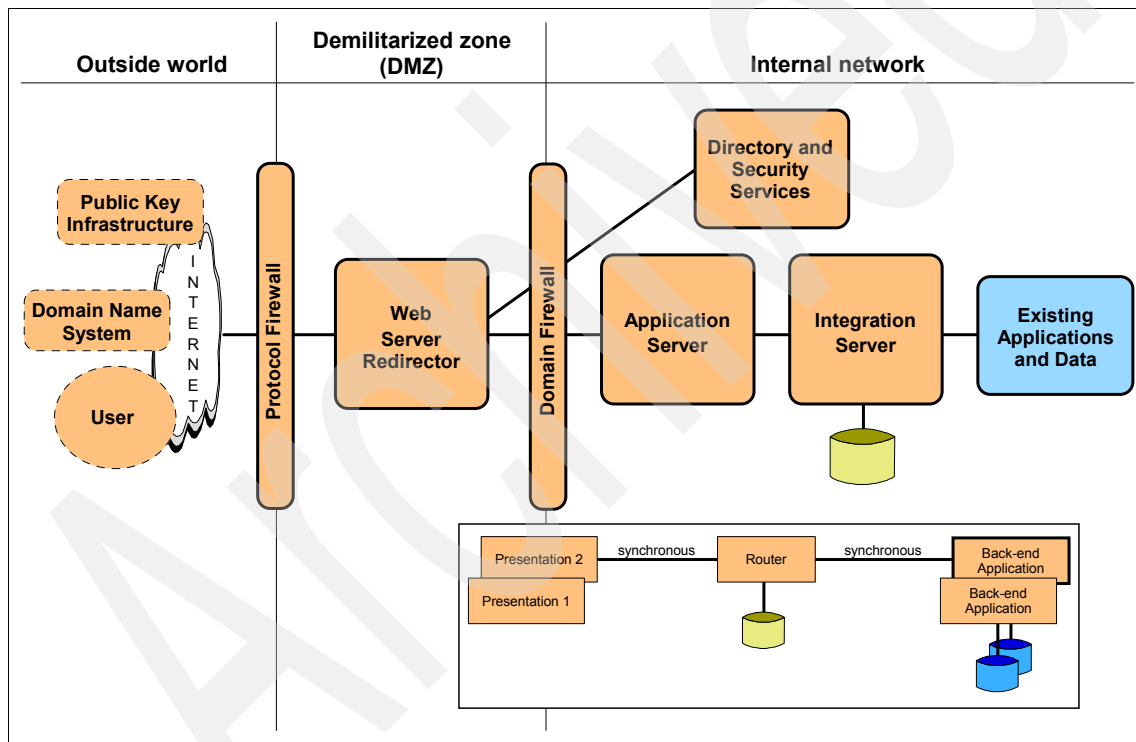 Outside world
Demilitarized zone
(DMZ)
Internal network
Public Key
Infrastructure
Domain Name
System
User
INTERNET
Protocol Firewall
Web
Server
Redirector
Domain Firewall
Directory and
Security
Services
Application
Server
Integration
Server
Existing
Applications
and Data
Presentation 2
synchronous
Router
synchronous
Back-end
Application
Presentation 1
Back-end
Application
Archived